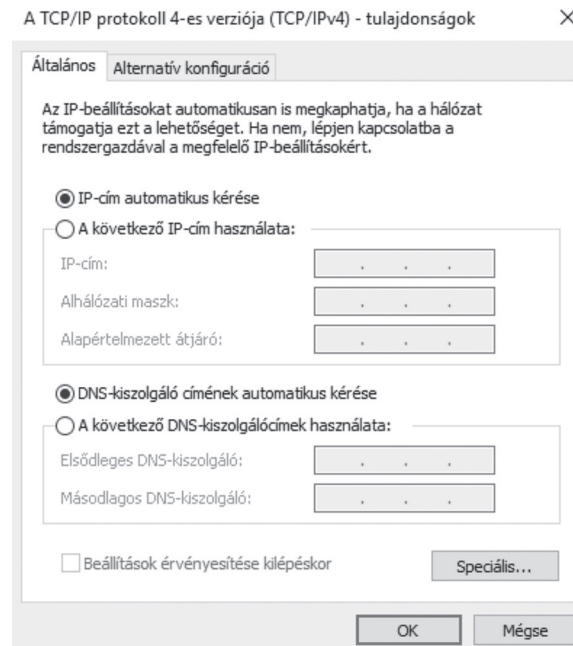 A TCP/IP protokoll 4-es verziója (TCP/IPv4) - tulajdonságok
Általános
Alternatív konfiguráció
Az IP-beállításokat automatikusan is megkaphatja, ha a hálózat
támogatja ezt a lehetőséget. Ha nem, lépjen kapcsolatba a
rendszergazdával a megfelelő IP-beállításokért.
IP-cím automatikus kérése
A következő IP-cím használata:
IP-cím:
Alhálózati maszk:
Alapértelmezett átjáró:
DNS-kiszolgáló címének automatikus kérése
A következő DNS-kiszolgálócímek használata:
Elsődleges DNS-kiszolgáló:
Másodlagos DNS-kiszolgáló:
Beállítások érvényesítése kilépéskor
Speciális...
OK
Mégse